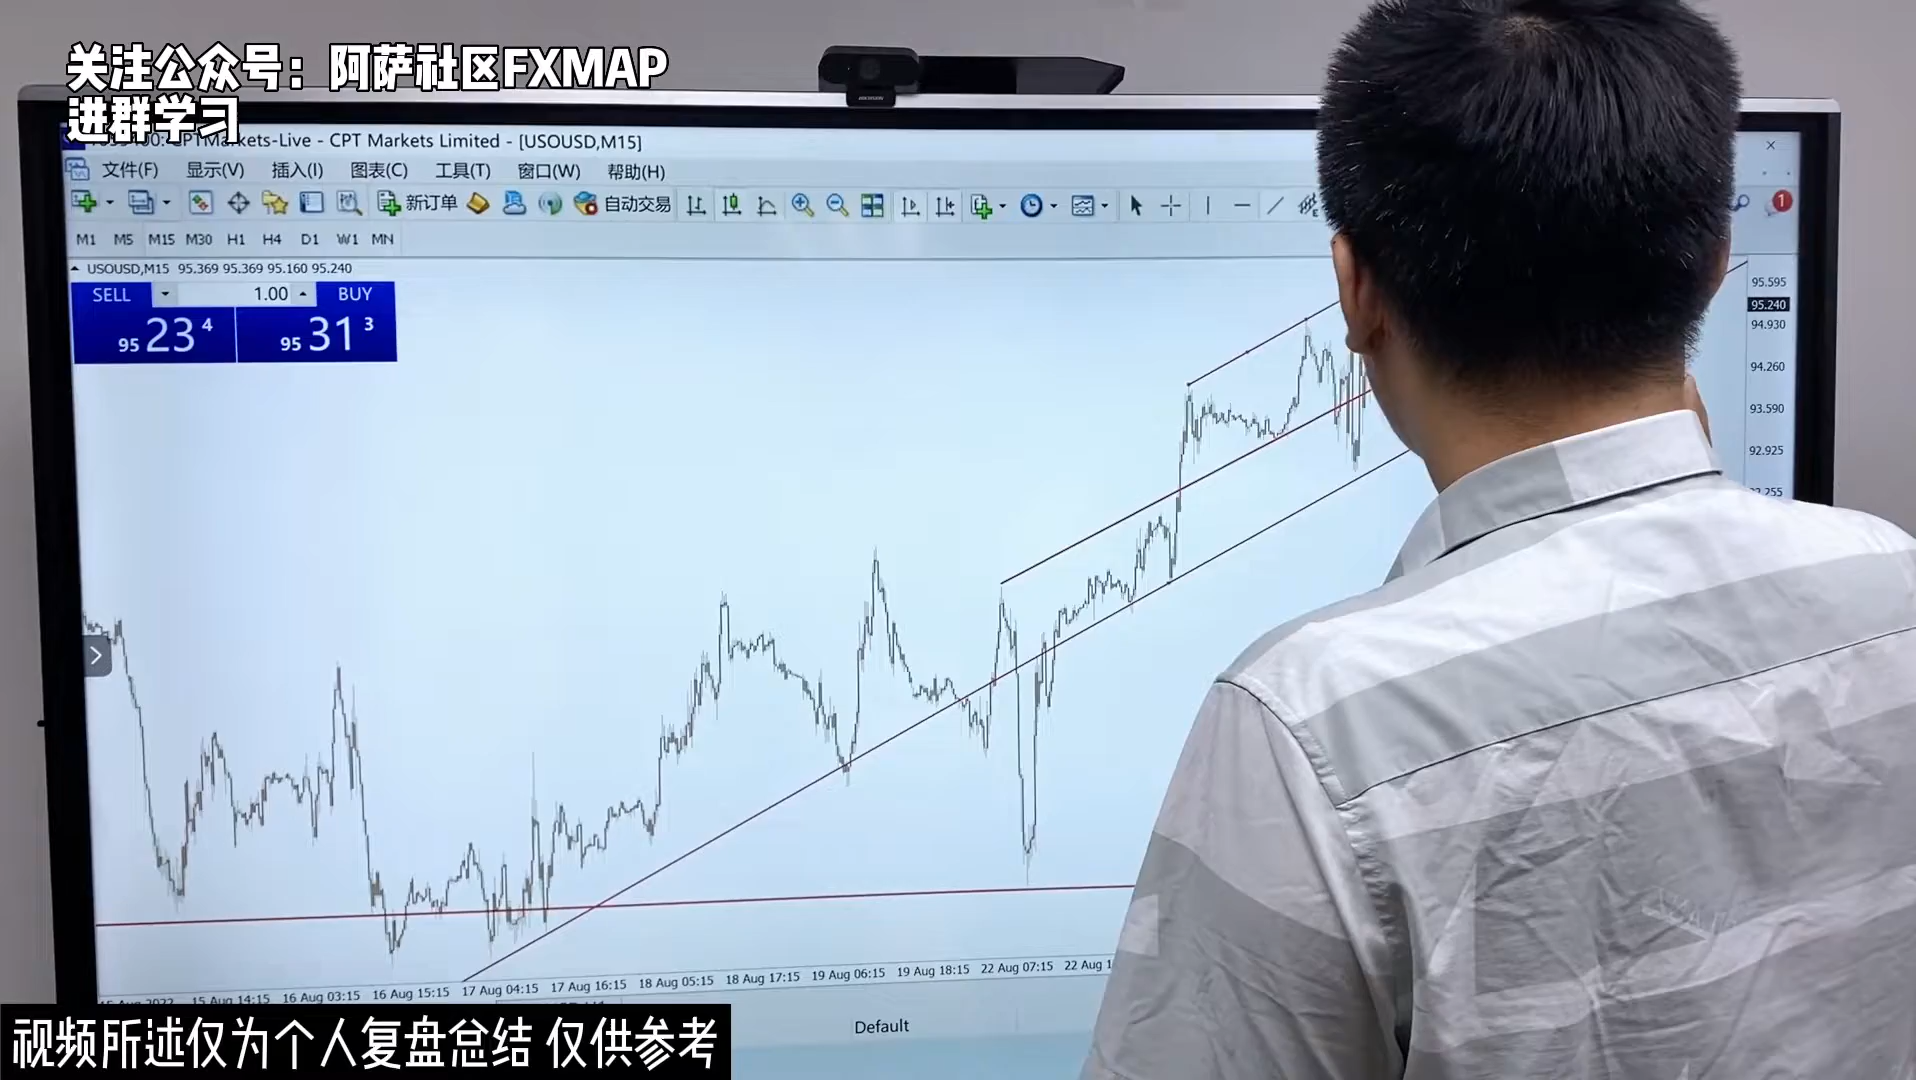 关注公众号：阿萨社区FXMAP
进群学习
Markets-Live - CPT Markets Limited - [USOUSD,M15]
文件(F) 显示(V) 插入(I) 图表(C) 工具(T) 窗口(W) 帮助(H)
新订单 自动交易
1
M1 M5 M15 M30 H1 H4 D1 W1 MN
USOUSD,M15 95.369 95.369 95.160 95.240
SELL 1.00 BUY
95 23 4 95 31 3
95.595
95.240
94.930
94.260
93.590
92.925
15 Aug 2022 15 Aug 14:15 16 Aug 03:15 16 Aug 15:15 17 Aug 04:15 17 Aug 16:15 18 Aug 05:15 18 Aug 17:15 19 Aug 06:15 19 Aug 18:15 22 Aug 07:15 22 Aug
Default
视频所述仅为个人复盘总结 仅供参考